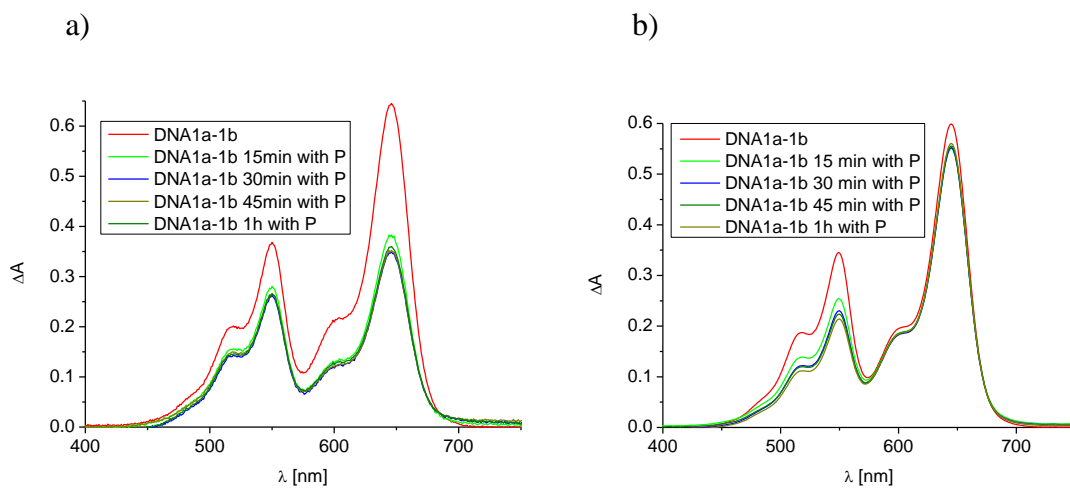 a)
0.6
0.5
0.4
0.3
0.2
0.1
0.0
ΔA
DNA1a-1b
DNA1a-1b 15min with P
DNA1a-1b 30min with P
DNA1a-1b 45min with P
DNA1a-1b 1h with P
400 500 600 700
λ [nm]
b)
0.6
0.5
0.4
0.3
0.2
0.1
0.0
ΔA
DNA1a-1b
DNA1a-1b 15 min with P
DNA1a-1b 30 min with P
DNA1a-1b 45 min with P
DNA1a-1b 1h with P
400 500 600 700
λ [nm]